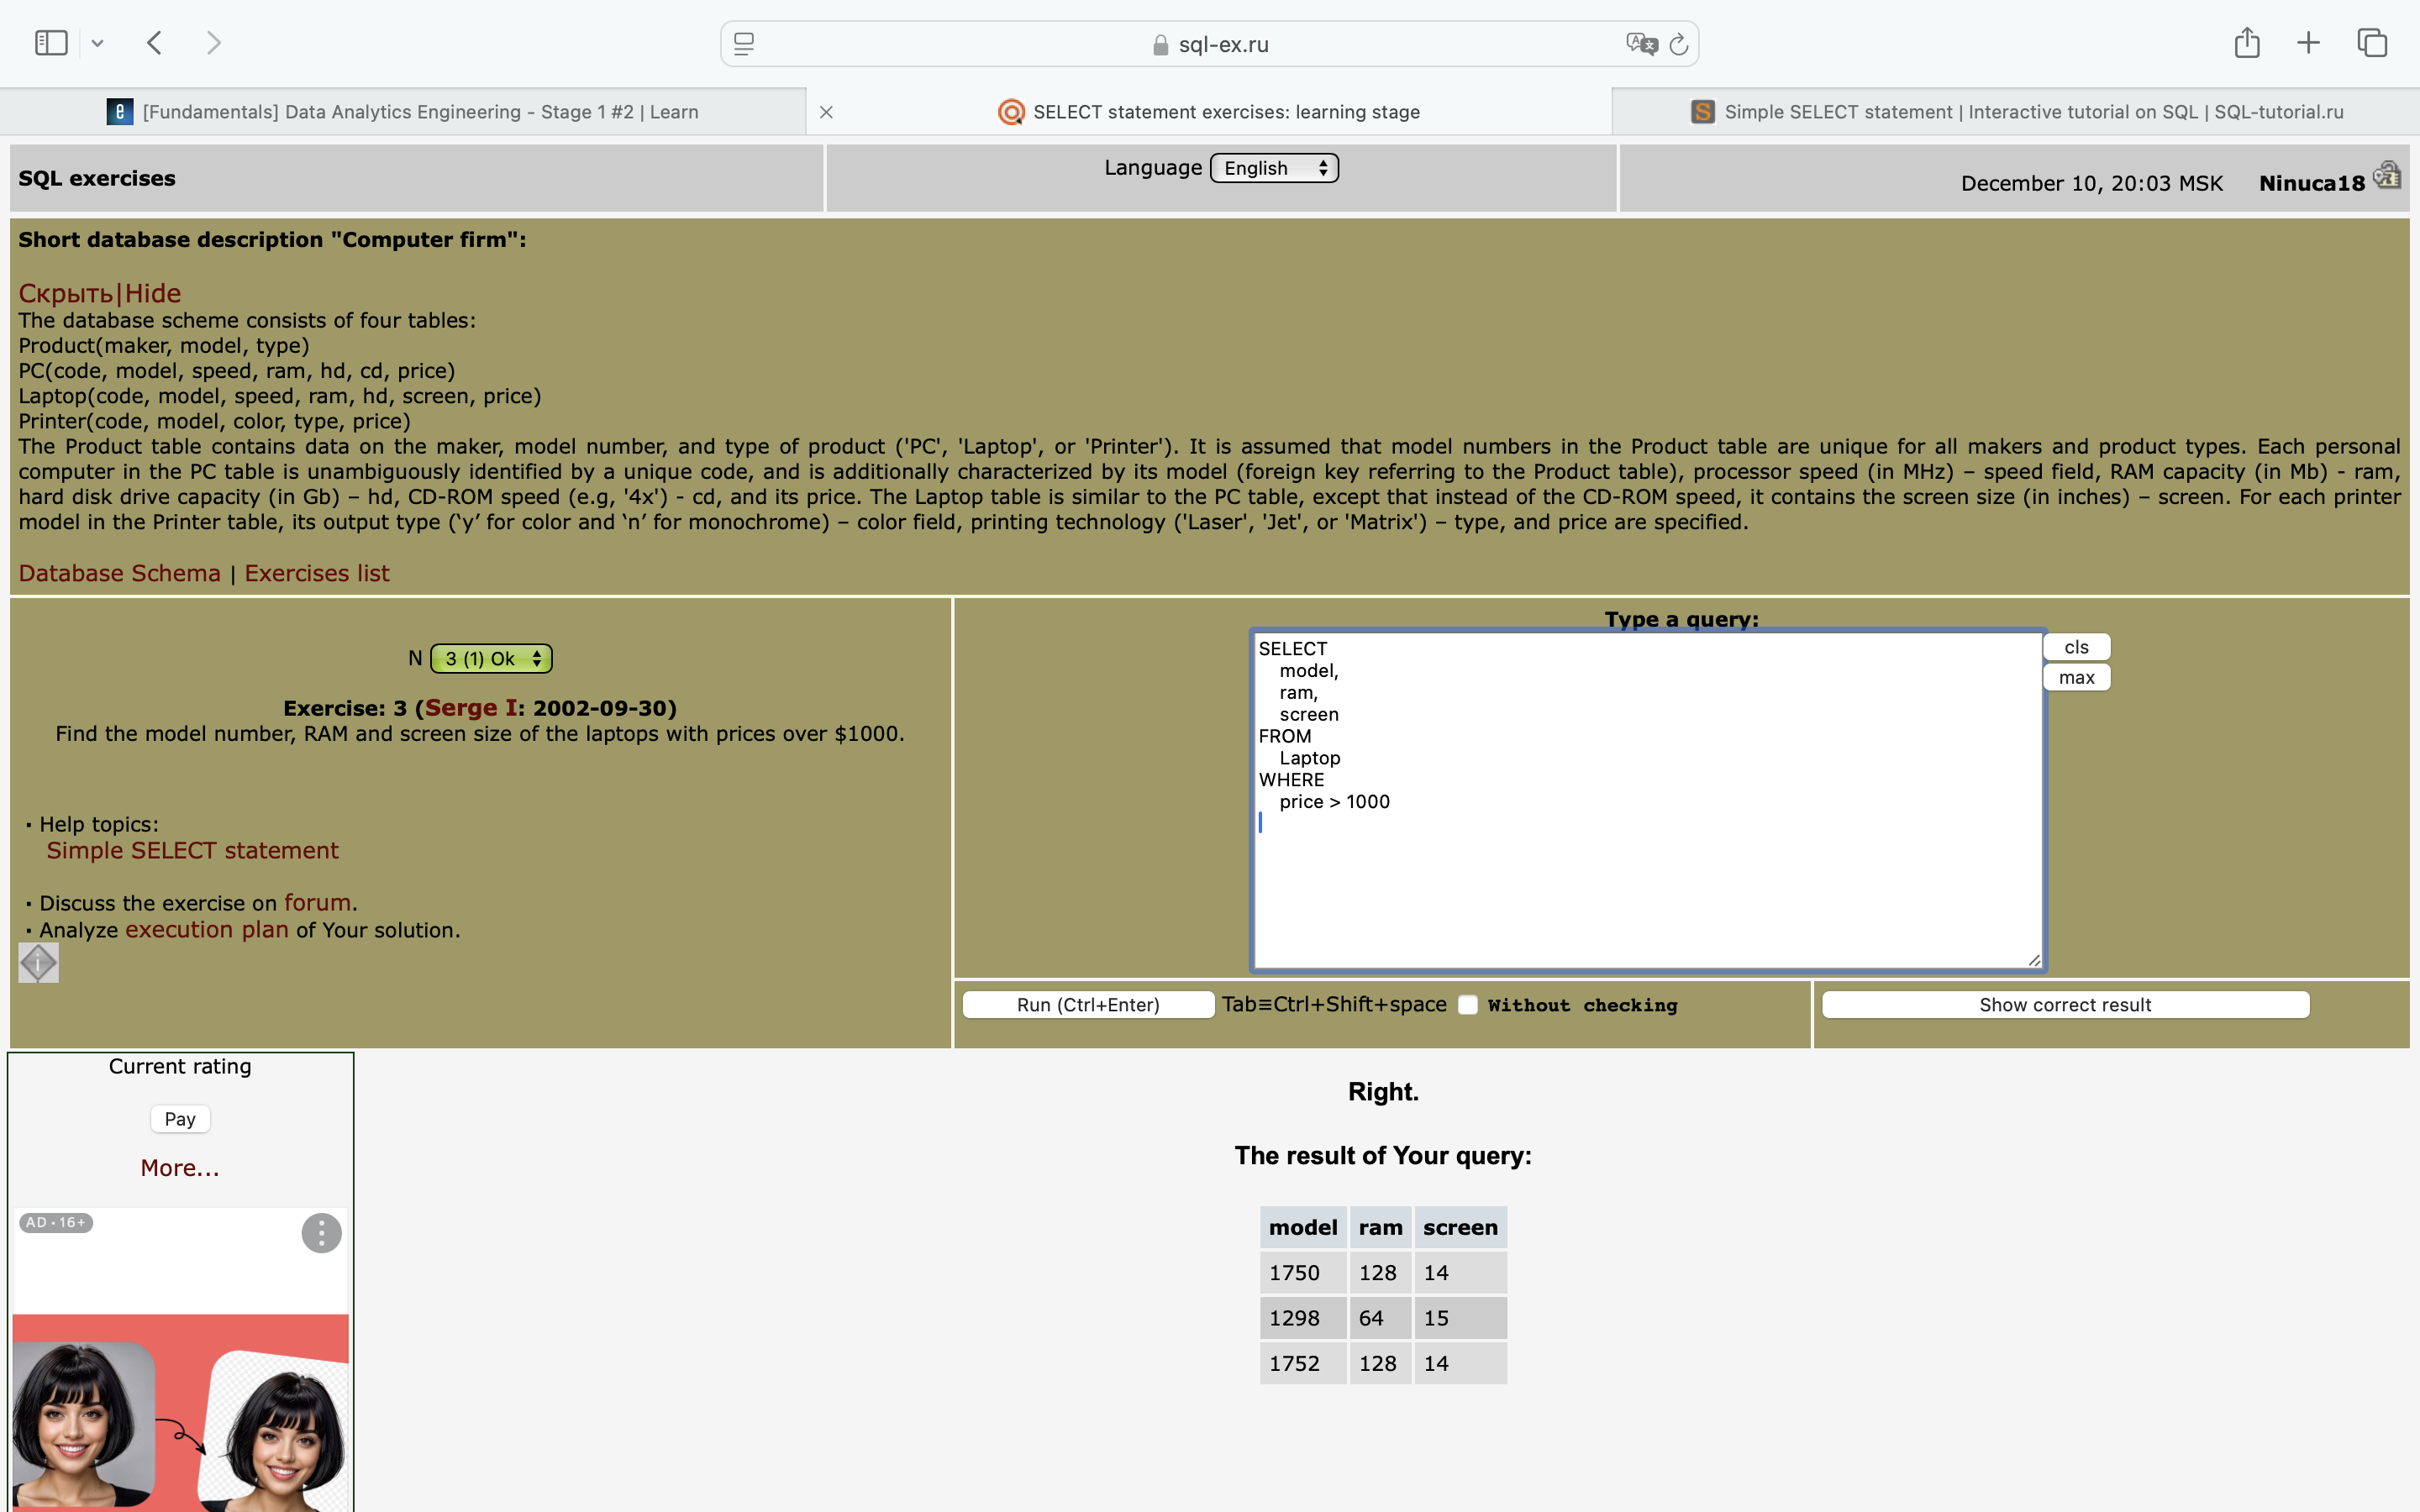 sql-ex.ru
[Fundamentals] Data Analytics Engineering - Stage 1 #2 | Learn
SELECT statement exercises: learning stage
Simple SELECT statement | Interactive tutorial on SQL | SQL-tutorial.ru
SQL exercises
Language English
December 10, 20:03 MSK Ninuca18
Short database description "Computer firm":
Скрыть|Hide
The database scheme consists of four tables:
Product(maker, model, type)
PC(code, model, speed, ram, hd, cd, price)
Laptop(code, model, speed, ram, hd, screen, price)
Printer(code, model, color, type, price)
The Product table contains data on the maker, model number, and type of product ('PC', 'Laptop', or 'Printer'). It is assumed that model numbers in the Product table are unique for all makers and product types. Each personal
computer in the PC table is unambiguously identified by a unique code, and is additionally characterized by its model (foreign key referring to the Product table), processor speed (in MHz) – speed field, RAM capacity (in Mb) - ram,
hard disk drive capacity (in Gb) – hd, CD-ROM speed (e.g, '4x') - cd, and its price. The Laptop table is similar to the PC table, except that instead of the CD-ROM speed, it contains the screen size (in inches) – screen. For each printer
model in the Printer table, its output type (‘y’ for color and ‘n’ for monochrome) – color field, printing technology ('Laser', 'Jet', or 'Matrix') – type, and price are specified.
Database Schema | Exercises list
N 3 (1) Ok
Exercise: 3 (Serge I: 2002-09-30)
Find the model number, RAM and screen size of the laptops with prices over $1000.
· Help topics:
Simple SELECT statement
· Discuss the exercise on forum.
· Analyze execution plan of Your solution.
Type a query:
SELECT
model,
ram,
screen
FROM
Laptop
WHERE
price > 1000
cls
max
Run (Ctrl+Enter) Tab≡Ctrl+Shift+space Without checking
Show correct result
Current rating
Pay
More...
AD • 16+
Right.
The result of Your query:
model ram screen
1750 128 14
1298 64 15
1752 128 14